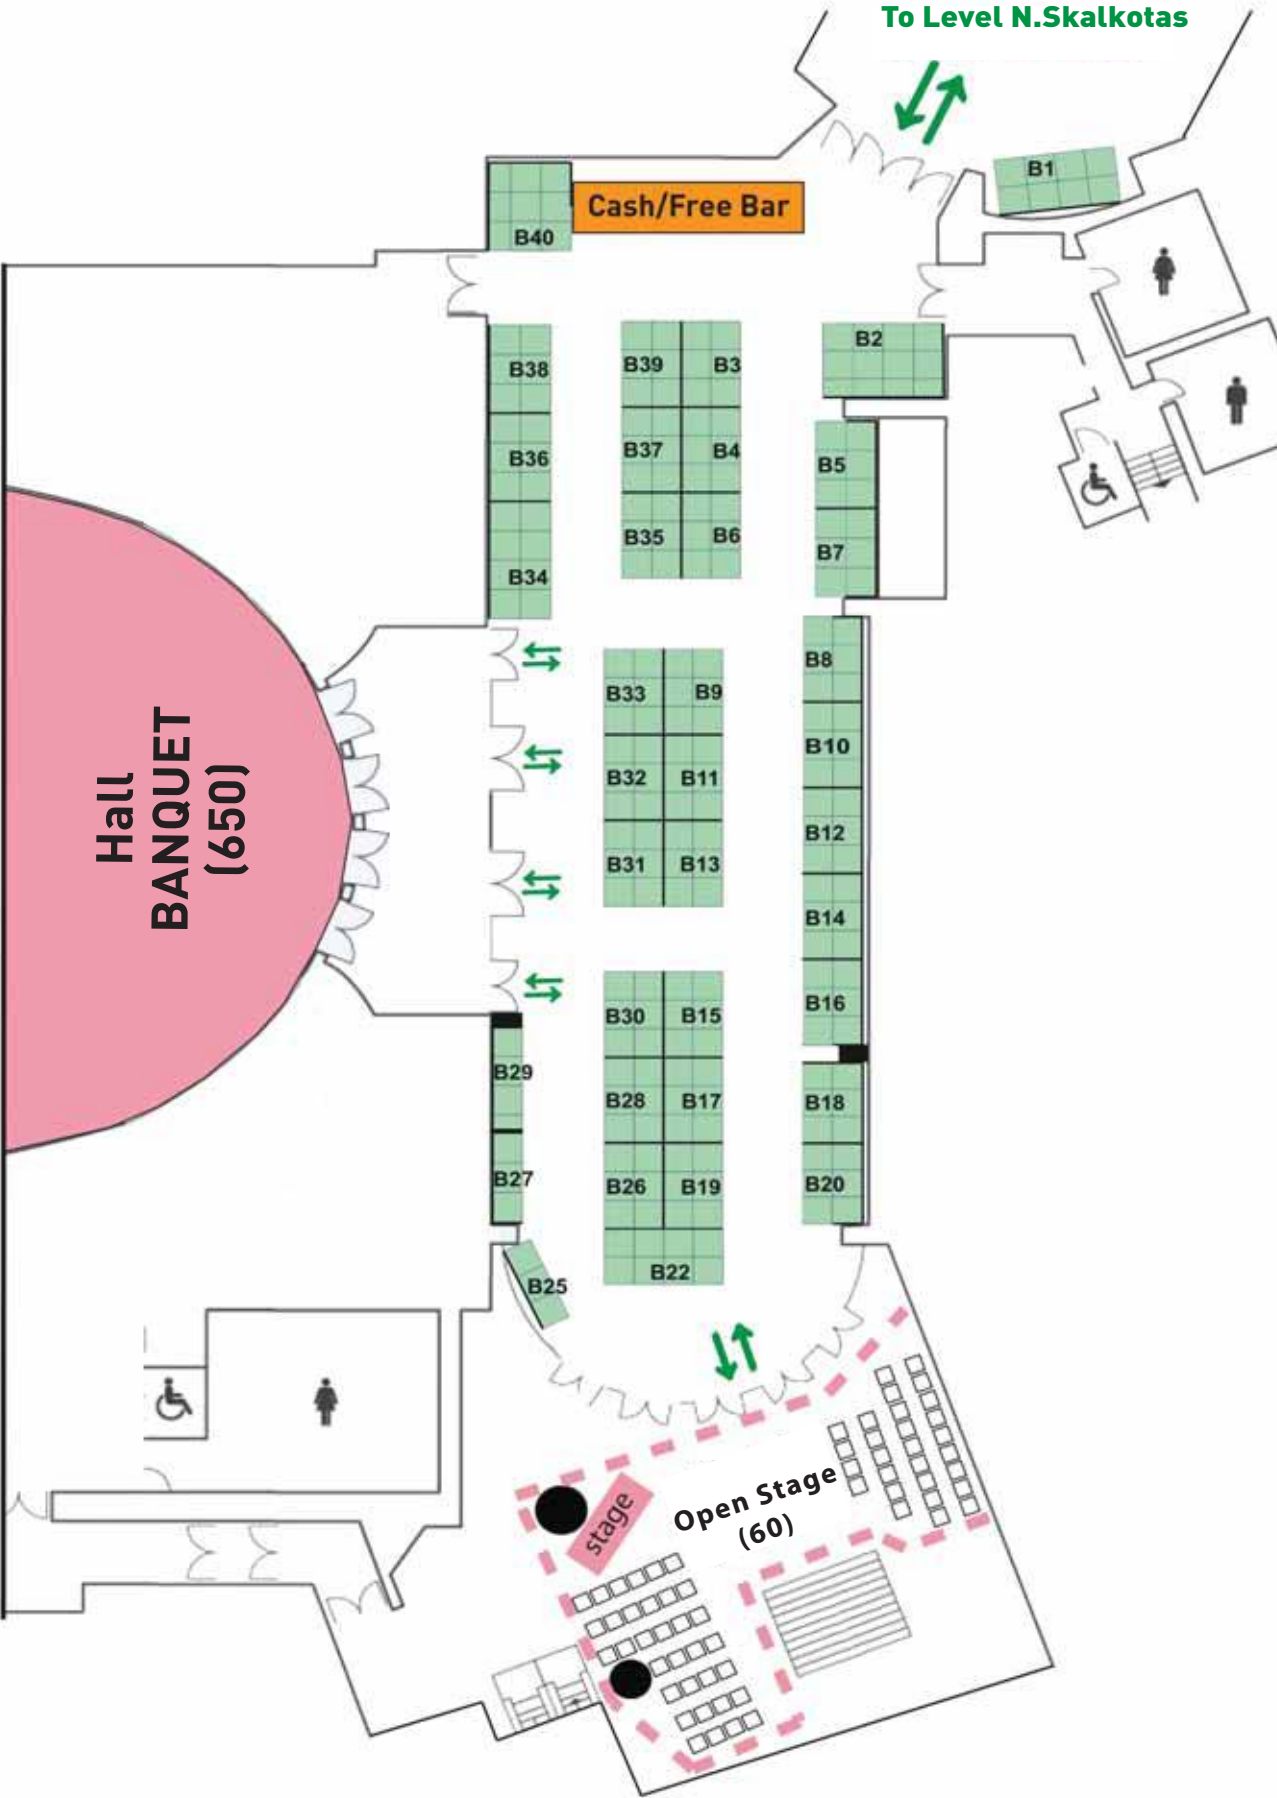 To Level N.Skalkotas
B1
Cash/Free Bar
B40
B2
B38
B39
B3
B36
B37
B4
B5
B35
B6
B7
B34
B8
B33
B9
B10
B32
B11
B12
B31
B13
B14
B16
B30
B15
B29
B28
B17
B18
B27
B26
B19
B20
B25
B22
Hall
BANQUET
(650)
Open Stage
(60)
stage